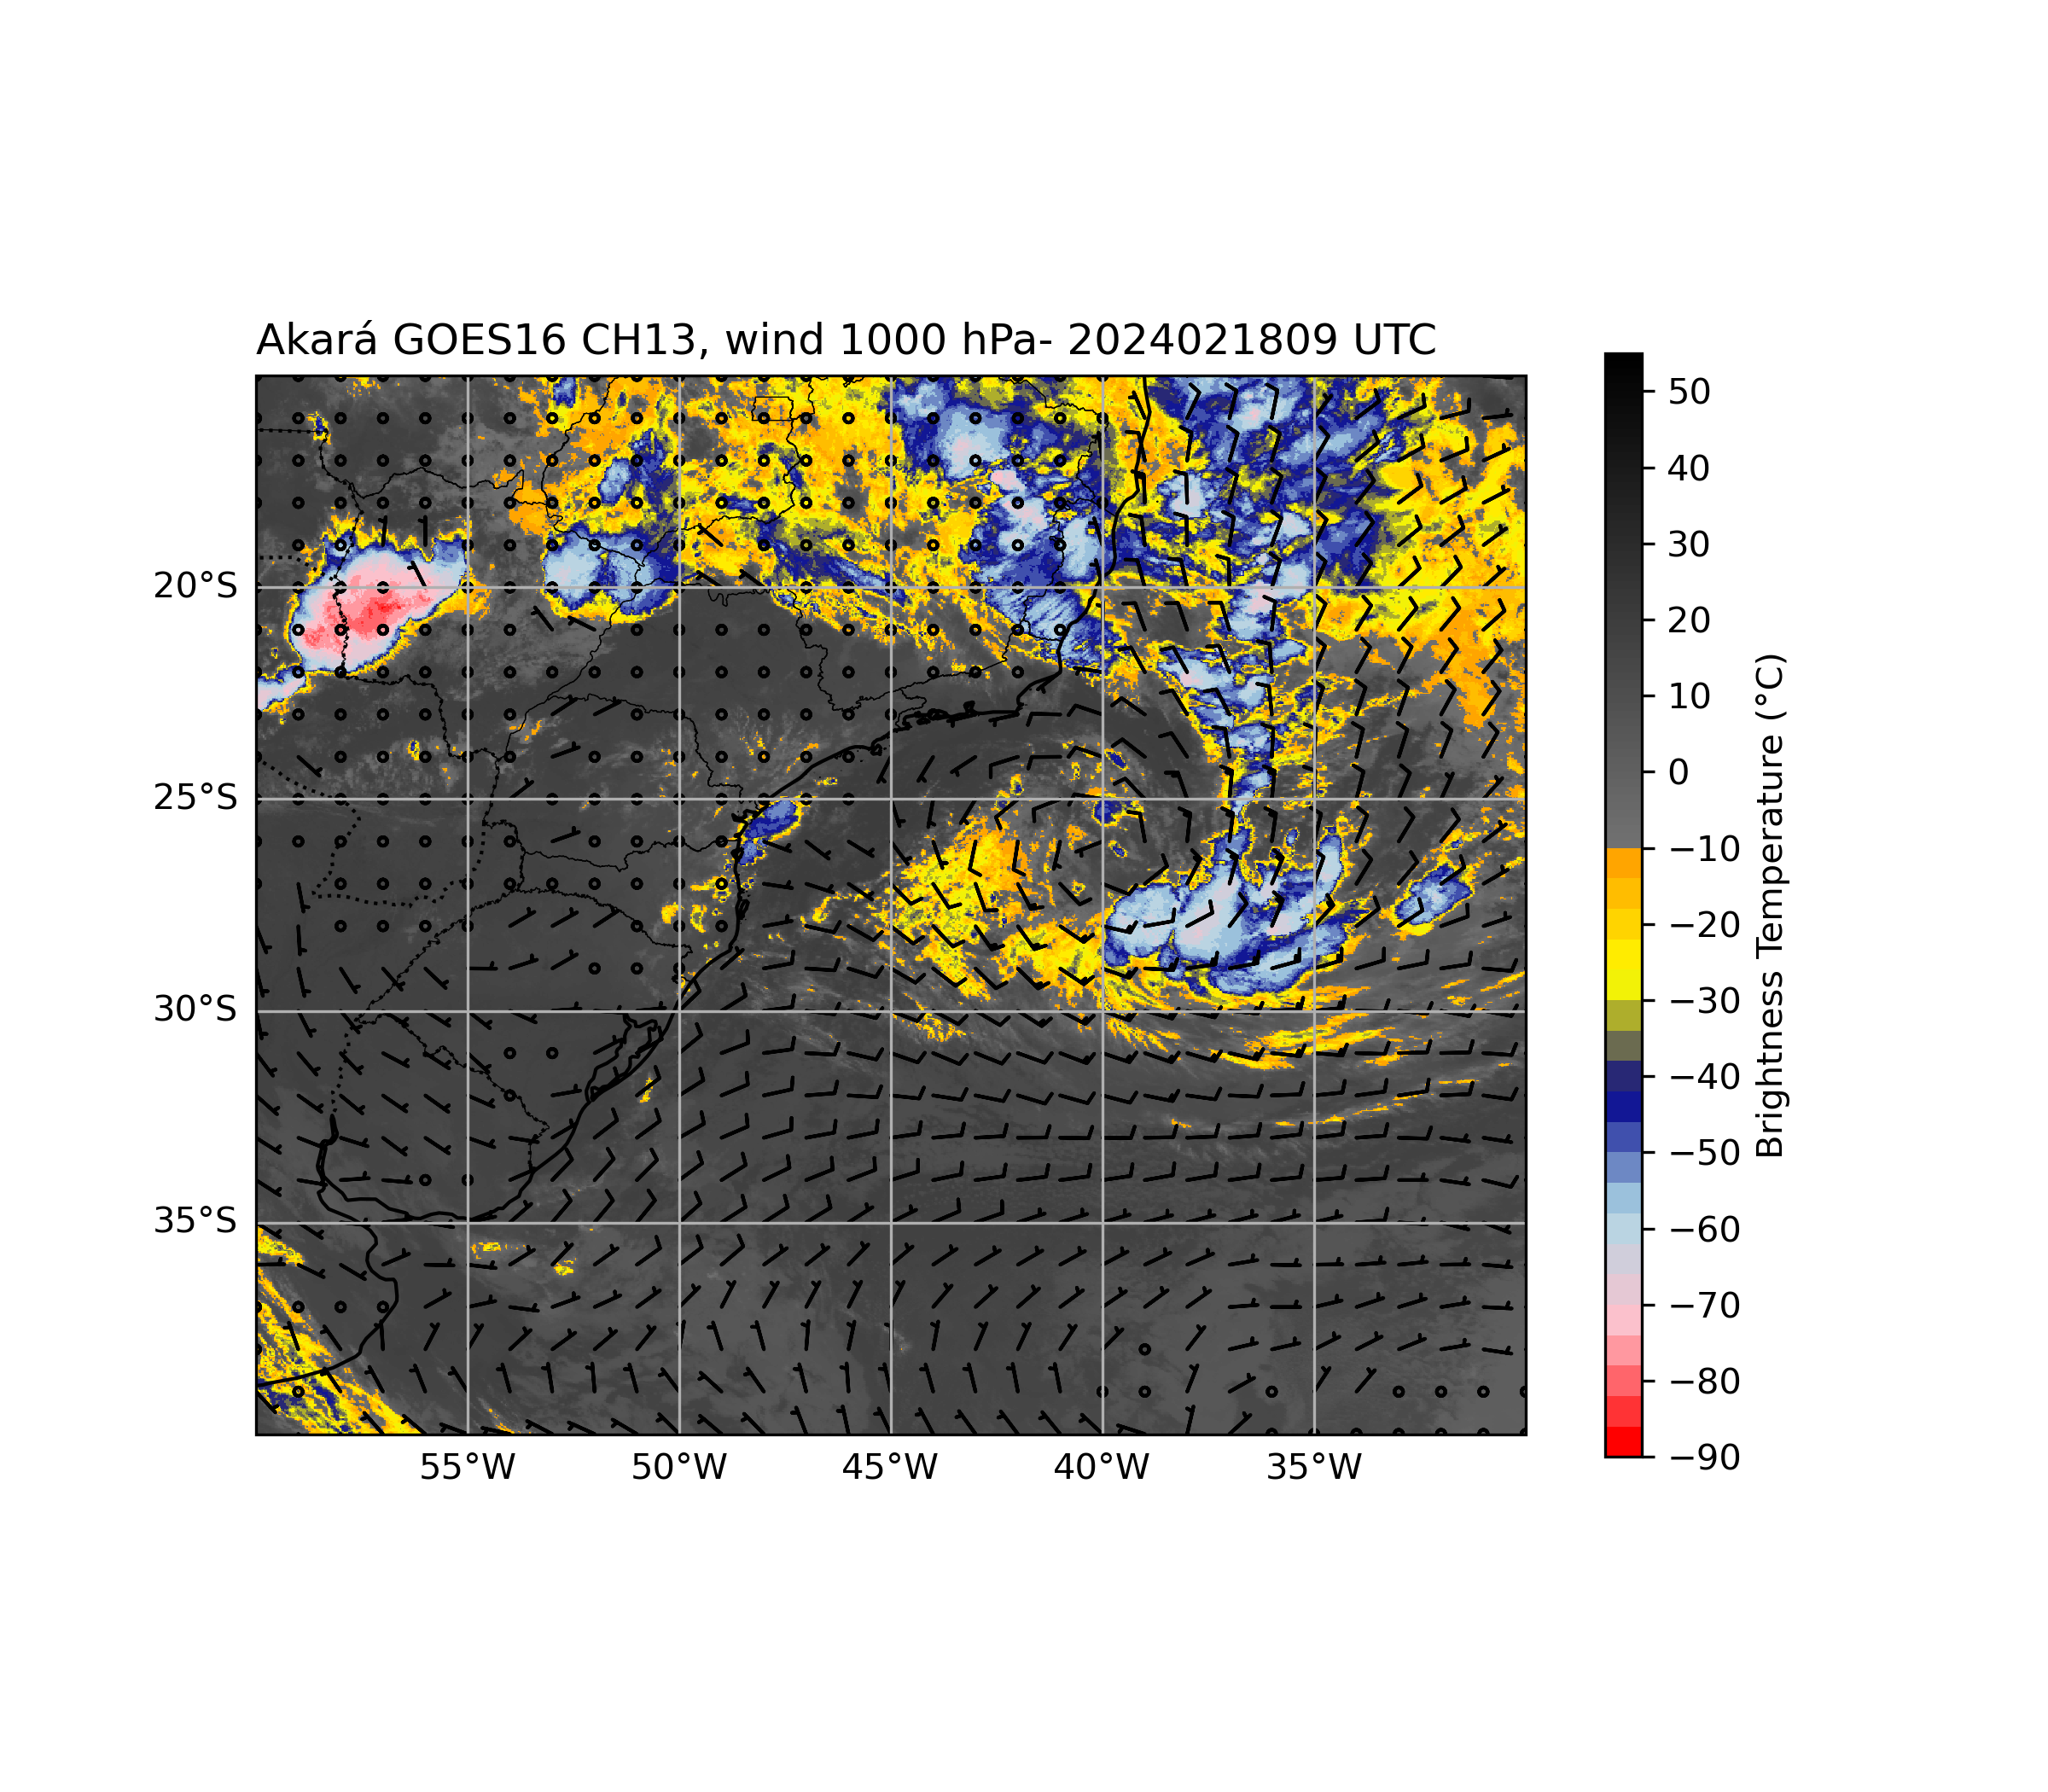 Akará GOES16 CH13, wind 1000 hPa- 2024021809 UTC
20°S
25°S
30°S
35°S
55°W
50°W
45°W
40°W
35°W
50
40
30
20
10
0
−10
−20
−30
−40
−50
−60
−70
−80
−90
Brightness Temperature (°C)